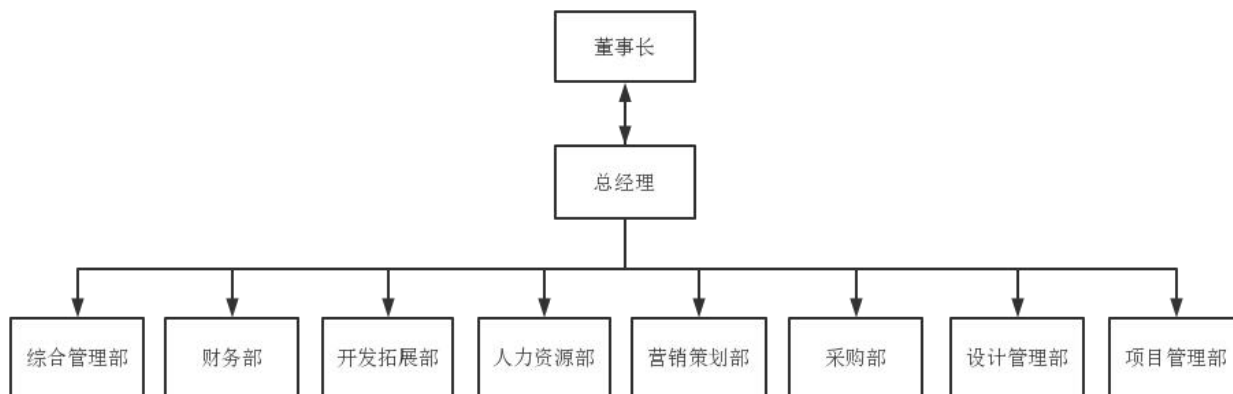 董事长
总经理
综合管理部
财务部
开发拓展部
人力资源部
营销策划部
采购部
设计管理部
项目管理部